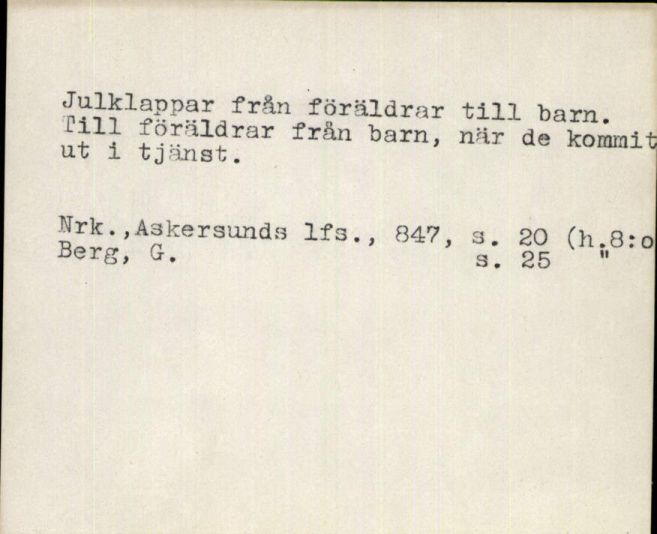 Julklappar från föräldrar till barn.
Till föräldrar från barn, när de kommit
ut i tjänst.
Nrk.,Askersunds lfs., 847, s. 20 (h.8:o
Berg, G. s. 25 "